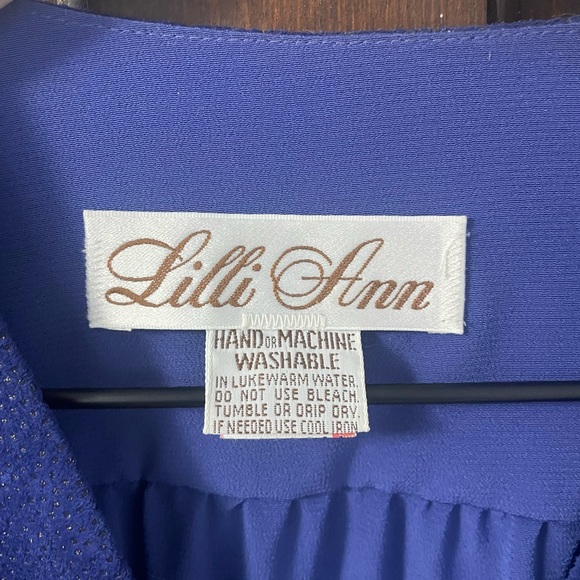 Lilli Ann
HAND OR MACHINE
WASHABLE
IN LUKEWARM WATER.
DO NOT USE BLEACH.
TUMBLE OR DRIP DRY.
IF NEEDED USE COOL IRON